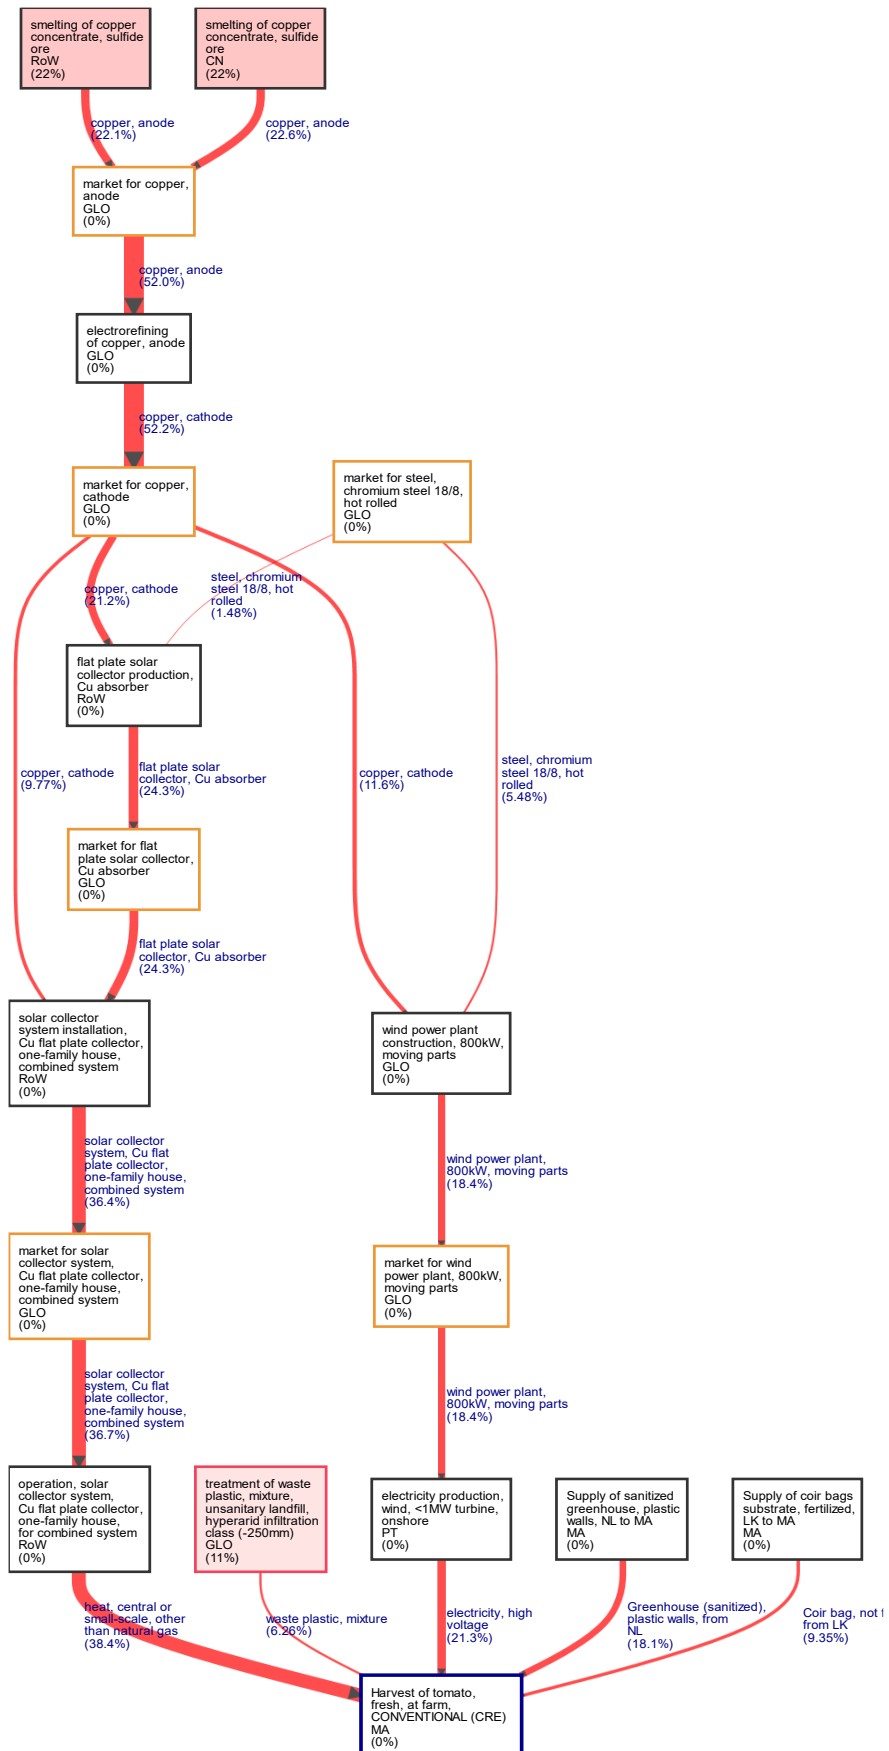 smelting of copper
concentrate, sulfide
ore
RoW
(22%)
smelting of copper
concentrate, sulfide
ore
CN
(22%)
copper, anode
(22.1%)
copper, anode
(22.6%)
market for copper,
anode
GLO
(0%)
copper, anode
(52.0%)
electrorefining
of copper, anode
GLO
(0%)
copper, cathode
(52.2%)
market for copper,
cathode
GLO
(0%)
market for steel,
chromium steel 18/8,
hot rolled
GLO
(0%)
copper, cathode
(21.2%)
steel, chromium
steel 18/8, hot
rolled
(1.48%)
flat plate solar
collector production,
Cu absorber
RoW
(0%)
copper, cathode
(9.77%)
flat plate solar
collector, Cu absorber
(24.3%)
copper, cathode
(11.6%)
steel, chromium
steel 18/8, hot
rolled
(5.48%)
market for flat
plate solar collector,
Cu absorber
GLO
(0%)
flat plate solar
collector, Cu absorber
(24.3%)
solar collector
system installation,
Cu flat plate collector,
one-family house,
combined system
RoW
(0%)
wind power plant
construction, 800kW,
moving parts
GLO
(0%)
solar collector
system, Cu flat
plate collector,
one-family house,
combined system
(36.4%)
wind power plant,
800kW, moving parts
(18.4%)
market for solar
collector system,
Cu flat plate collector,
one-family house,
combined system
GLO
(0%)
market for wind
power plant, 800kW,
moving parts
GLO
(0%)
solar collector
system, Cu flat
plate collector,
one-family house,
combined system
(36.7%)
wind power plant,
800kW, moving parts
(18.4%)
operation, solar
collector system,
Cu flat plate collector,
one-family house,
for combined system
RoW
(0%)
treatment of waste
plastic, mixture,
unsanitary landfill,
hyperarid infiltration
class (-250mm)
GLO
(11%)
electricity production,
wind, <1MW turbine,
onshore
PT
(0%)
Supply of sanitized
greenhouse, plastic
walls, NL to MA
MA
(0%)
Supply of coir bags
substrate, fertilized,
LK to MA
MA
(0%)
heat, central or
small-scale, other
than natural gas
(38.4%)
waste plastic, mixture
(6.26%)
electricity, high
voltage
(21.3%)
Greenhouse (sanitized),
plastic walls, from
NL
(18.1%)
Coir bag, not
from LK
(9.35%)
Harvest of tomato,
fresh, at farm,
CONVENTIONAL (CRE)
MA
(0%)